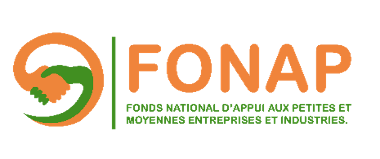 FONAP
FONDS NATIONAL D'APPUI AUX PETITES ET
MOYENNES ENTREPRISES ET INDUSTRIES.